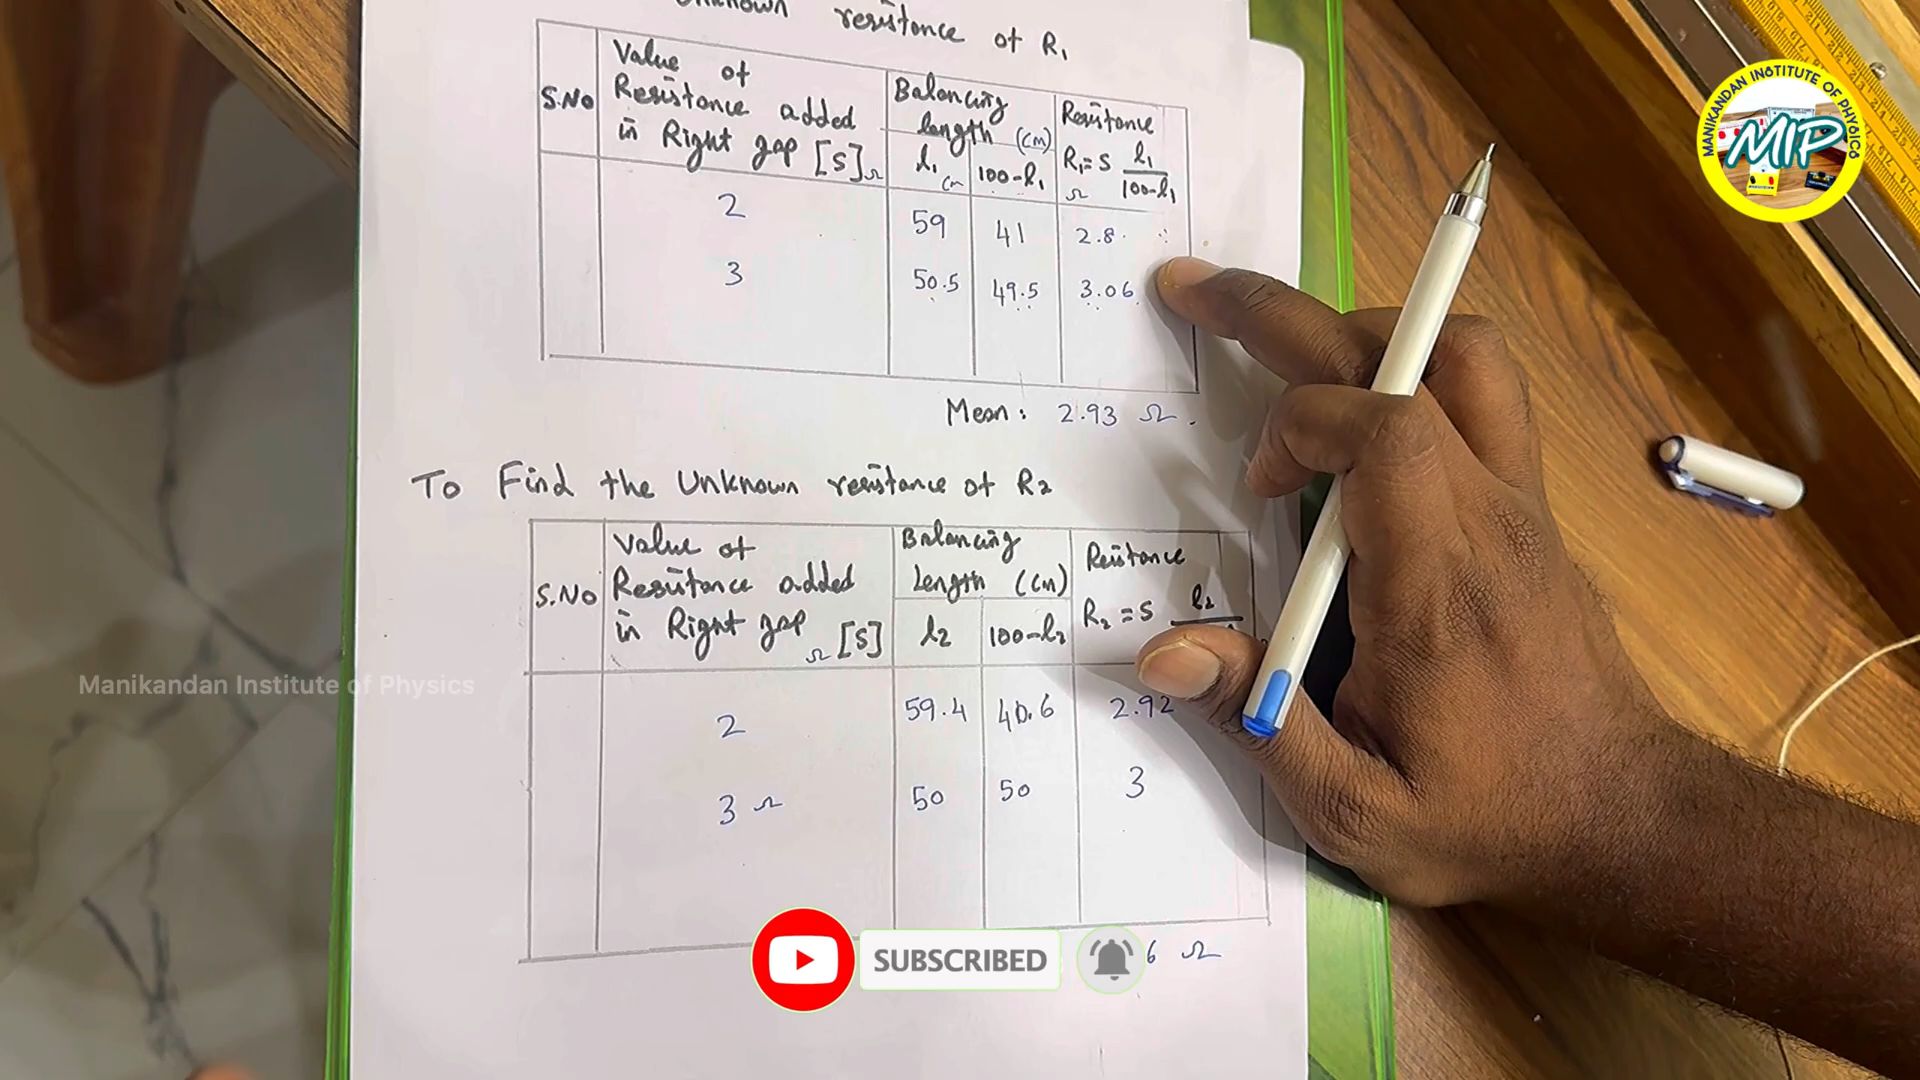 Unknown resistance of R1
S.No
Value of
Resistance added
in Right gap [S]Ω
Balancing
length (cm)
l1 cm
100-l1
Resistance
R1=S l1/100-l1
Ω
2 59 41 2.8
3 50.5 49.5 3.06
Mean: 2.93 Ω.
To Find the Unknown resistance of R2
S.No
Value of
Resistance added
in Right gap Ω [S]
Balancing
Length (cm)
l2
100-l2
Resistance
R2 = S l2
2 59.4 40.6 2.92
3 Ω 50 50 3
6 Ω
MANIKANDAN INSTITUTE OF PHYSICS
MIP
Manikandan Institute of Physics
SUBSCRIBED